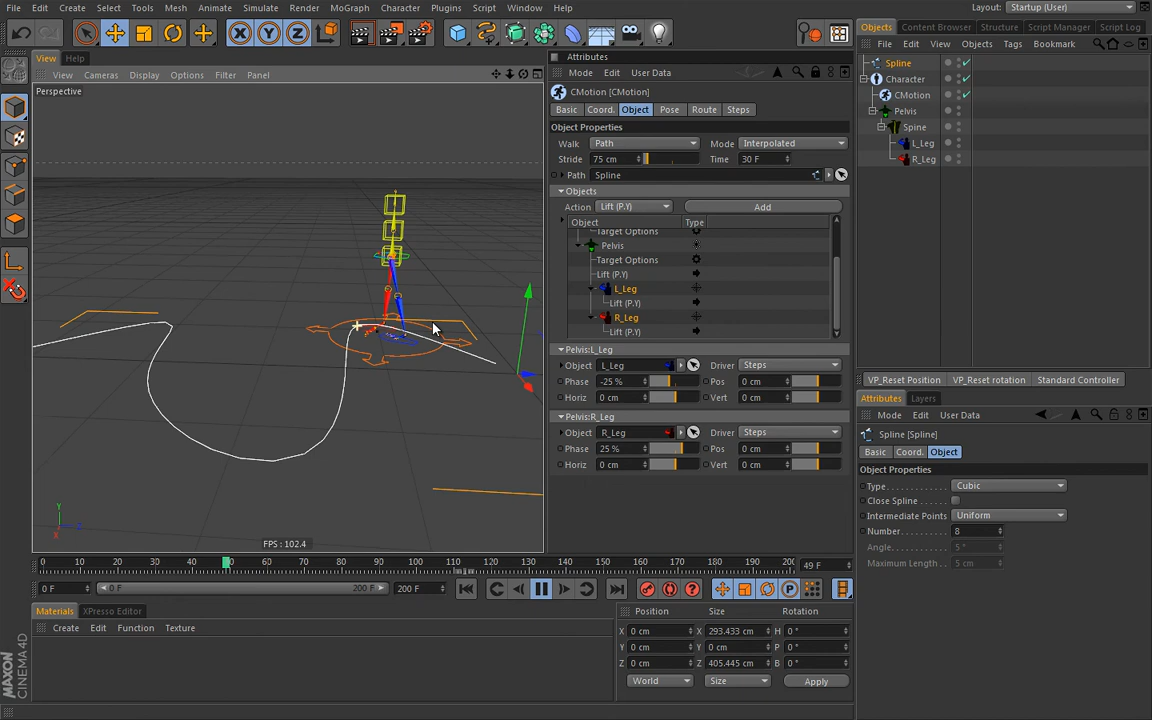 File Edit Create Select Tools Mesh Animate Simulate Render MoGraph Character Plugins Script Window Help
Layout: Startup (User)
Objects Content Browser Structure Script Manager Script Log
File Edit View Objects Tags Bookmark
Spline
Character
CMotion
Pelvis
Spine
L_Leg
R_Leg
View Help
View Cameras Display Options Filter Panel
Perspective
FPS : 102.4
Attributes
Mode Edit User Data
CMotion [CMotion]
Basic Coord. Object Pose Route Steps
Object Properties
Walk Path Mode Interpolated
Stride 75 cm Time 30 F
Path Spline
Objects
Action Lift (P.Y) Add
Object Type
Target Options
Pelvis
Target Options
Lift (P.Y)
L_Leg
Lift (P.Y)
R_Leg
Lift (P.Y)
Pelvis:L_Leg
Object L_Leg Driver Steps
Phase -25 % Pos 0 cm
Horiz 0 cm Vert 0 cm
Pelvis:R_Leg
Object R_Leg Driver Steps
Phase 25 % Pos 0 cm
Horiz 0 cm Vert 0 cm
VP_Reset Position VP_Reset rotation Standard Controller
Attributes Layers
Mode Edit User Data
Spline [Spline]
Basic Coord. Object
Object Properties
Type Cubic
Close Spline
Intermediate Points Uniform
Number 8
Angle 5 °
Maximum Length 5 cm
0 10 20 30 40 50 60 70 80 90 100 110 120 130 140 150 160 170 180 190 200
49 F
0 F 0 F 200 F 200 F
Materials XPresso Editor
Create Edit Function Texture
Position Size Rotation
X 0 cm X 293.433 cm H 0 °
Y 0 cm Y 0 cm P 0 °
Z 0 cm Z 405.445 cm B 0 °
World Size Apply
MAXON
CINEMA 4D